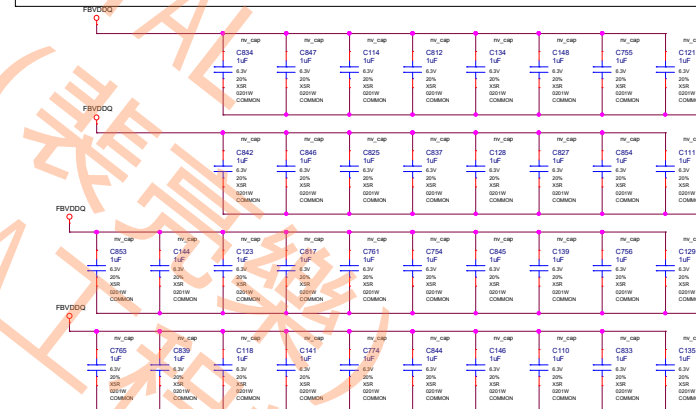 FBVDDQ
nv_cap nv_cap nv_cap nv_cap nv_cap nv_cap nv_cap
C834 C847 C114 C812 C134 C148 C755 C121
1uF 1uF 1uF 1uF 1uF 1uF 1uF 1uF
6.3V 6.3V 6.3V 6.3V 6.3V 6.3V 6.3V 6.3V
20% 20% 20% 20% 20% 20% 20% 20%
X5R X5R X5R X5R X5R X5R X5R X5R
0201W 0201W 0201W 0201W 0201W 0201W 0201W
COMMON COMMON COMMON COMMON COMMON COMMON COMMON
FBVDDQ
nv_cap nv_cap nv_cap nv_cap nv_cap nv_cap nv_cap
C842 C846 C825 C837 C128 C827 C854 C111
1uF 1uF 1uF 1uF 1uF 1uF 1uF 1uF
6.3V 6.3V 6.3V 6.3V 6.3V 6.3V 6.3V 6.3V
20% 20% 20% 20% 20% 20% 20% 20%
X5R X5R X5R X5R X5R X5R X5R X5R
0201W 0201W 0201W 0201W 0201W 0201W 0201W
COMMON COMMON COMMON COMMON COMMON COMMON COMMON
FBVDDQ
nv_cap nv_cap nv_cap nv_cap nv_cap nv_cap nv_cap nv_cap nv_cap
C853 C144 C123 C817 C761 C754 C845 C139 C756 C129
1uF 1uF 1uF 1uF 1uF 1uF 1uF 1uF 1uF 1uF
6.3V 6.3V 6.3V 6.3V 6.3V 6.3V 6.3V 6.3V 6.3V 6.3V
20% 20% 20% 20% 20% 20% 20% 20% 20% 20%
X5R X5R X5R X5R X5R X5R X5R X5R X5R X5R
0201W 0201W 0201W 0201W 0201W 0201W 0201W 0201W 0201W
COMMON COMMON COMMON COMMON COMMON COMMON COMMON COMMON COMMON
FBVDDQ
nv_cap nv_cap nv_cap nv_cap nv_cap nv_cap nv_cap nv_cap nv_cap
C765 C839 C118 C141 C774 C844 C146 C110 C833 C135
1uF 1uF 1uF 1uF 1uF 1uF 1uF 1uF 1uF 1uF
6.3V 6.3V 6.3V 6.3V 6.3V 6.3V 6.3V 6.3V 6.3V 6.3V
20% 20% 20% 20% 20% 20% 20% 20% 20% 20%
X5R X5R X5R X5R X5R X5R X5R X5R X5R X5R
0201W 0201W 0201W 0201W 0201W 0201W 0201W 0201W 0201W
COMMON COMMON COMMON COMMON COMMON COMMON COMMON COMMON COMMON
(裴亮樂)